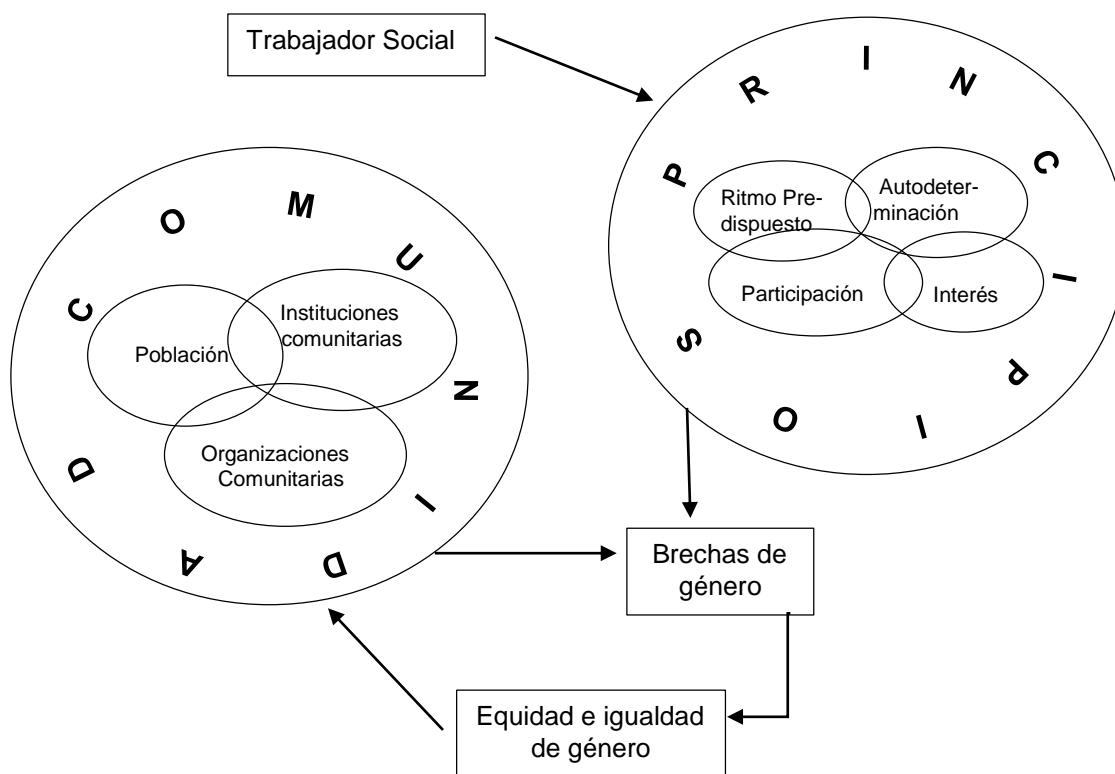 Trabajador Social
PRINCIPIOS
Ritmo Pre-
dispuesto
Autodeter-
minación
Participación
Interés
COMUNIDAD
Población
Instituciones
comunitarias
Organizaciones
Comunitarias
Brechas de
género
Equidad e igualdad
de género